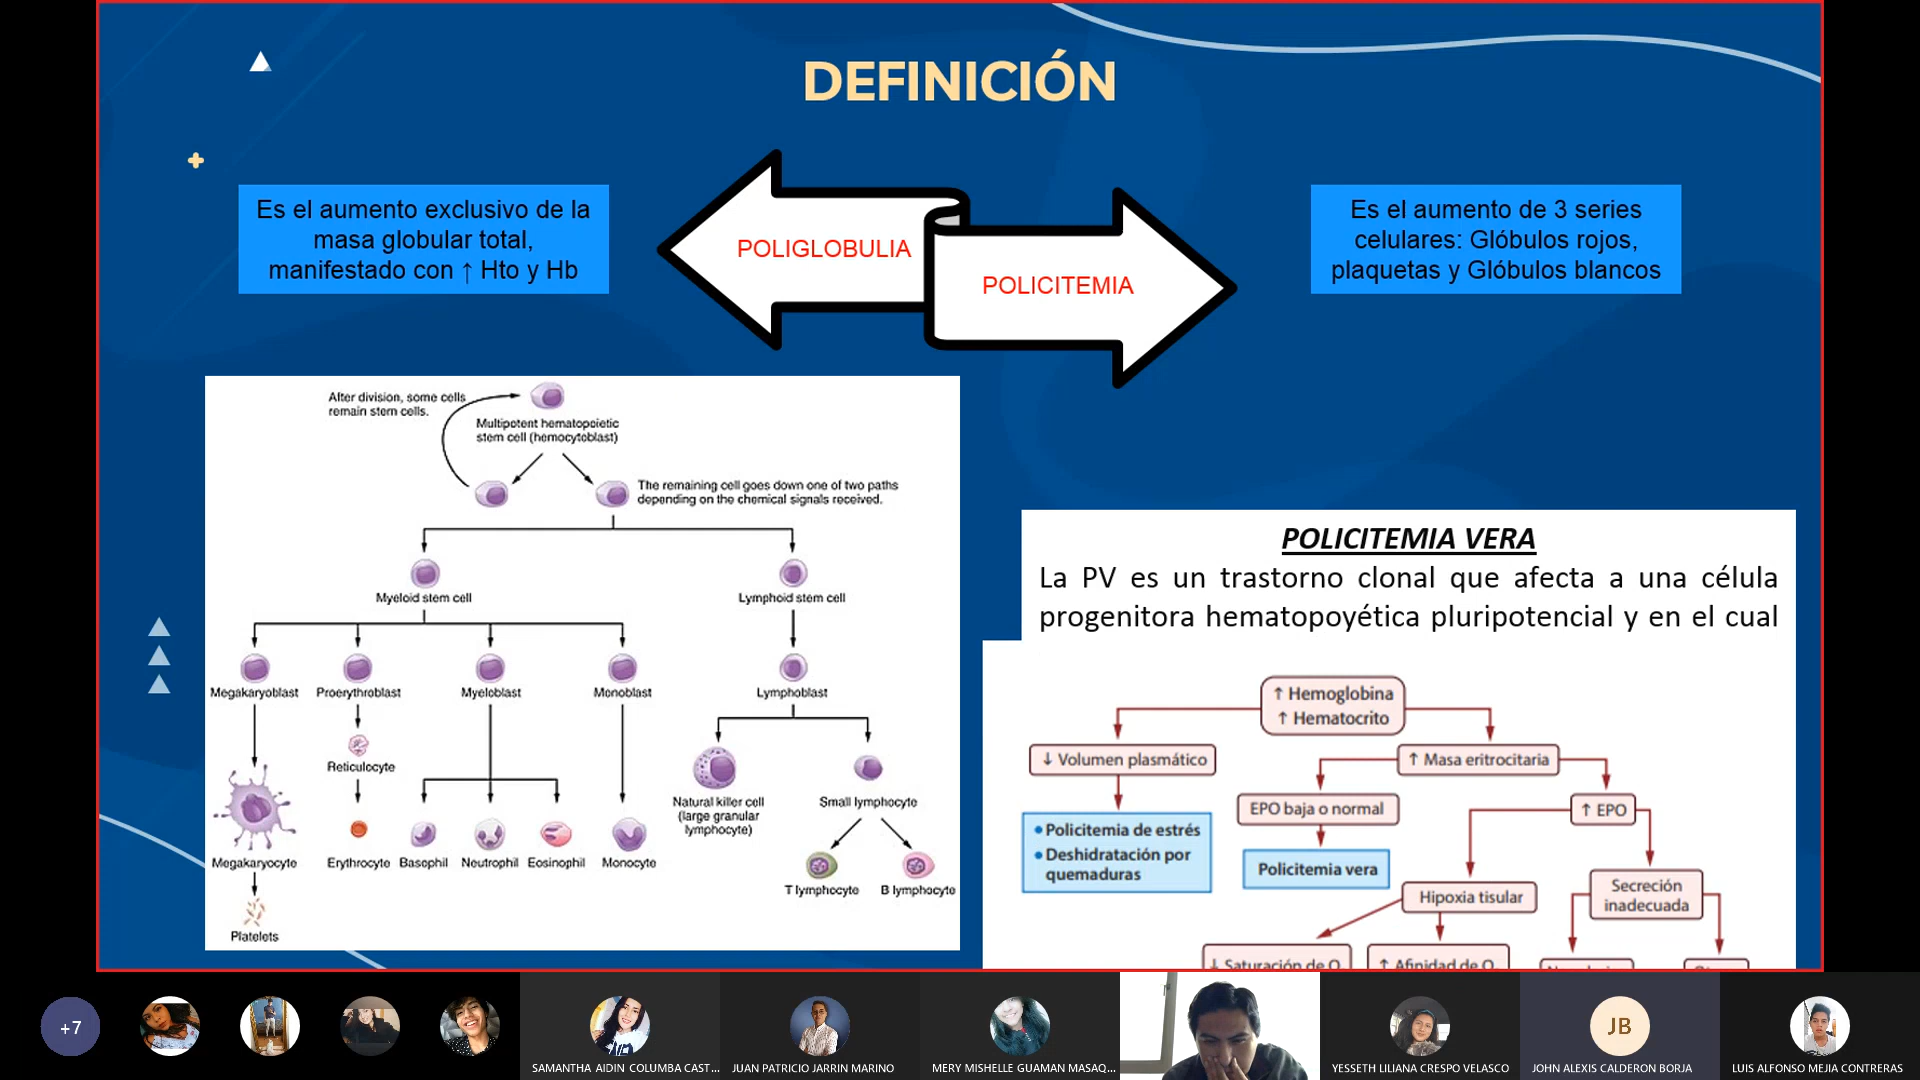 DEFINICIÓN
Es el aumento exclusivo de la
masa globular total,
manifestado con ↑ Hto y Hb
POLIGLOBULIA
POLICITEMIA
Es el aumento de 3 series
celulares: Glóbulos rojos,
plaquetas y Glóbulos blancos
After division, some cells
remain stem cells.
Multipotent hematopoietic
stem cell (hemocytoblast)
The remaining cell goes down one of two paths
depending on the chemical signals received.
Myeloid stem cell
Lymphoid stem cell
Megakaryoblast
Proerythroblast
Myeloblast
Monoblast
Lymphoblast
Reticulocyte
Natural killer cell
(large granular
lymphocyte)
Small lymphocyte
Megakaryocyte
Erythrocyte
Basophil
Neutrophil
Eosinophil
Monocyte
T lymphocyte
B lymphocyte
Platelets
POLICITEMIA VERA
La PV es un trastorno clonal que afecta a una célula
progenitora hematopoyética pluripotencial y en el cual
↑ Hemoglobina
↑ Hematocrito
↓ Volumen plasmático
↑ Masa eritrocitaria
• Policitemia de estrés
• Deshidratación por
quemaduras
EPO baja o normal
↑ EPO
Policitemia vera
Hipoxia tisular
Secreción
inadecuada
↓ Saturación de O
↑ Afinidad de O
+7
SAMANTHA AIDIN COLUMBA CAST...
JUAN PATRICIO JARRIN MARINO
MERY MISHELLE GUAMAN MASAQ...
YESSETH LILIANA CRESPO VELASCO
JB
JOHN ALEXIS CALDERON BORJA
LUIS ALFONSO MEJIA CONTRERAS